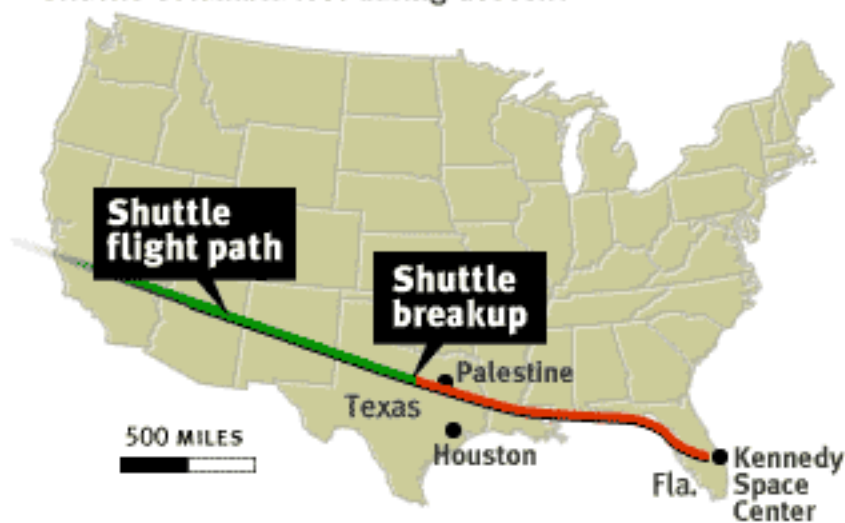 Shuttle
flight path
Shuttle
breakup
Palestine
Texas
500 MILES
Houston
Kennedy
Space
Center
Fla.